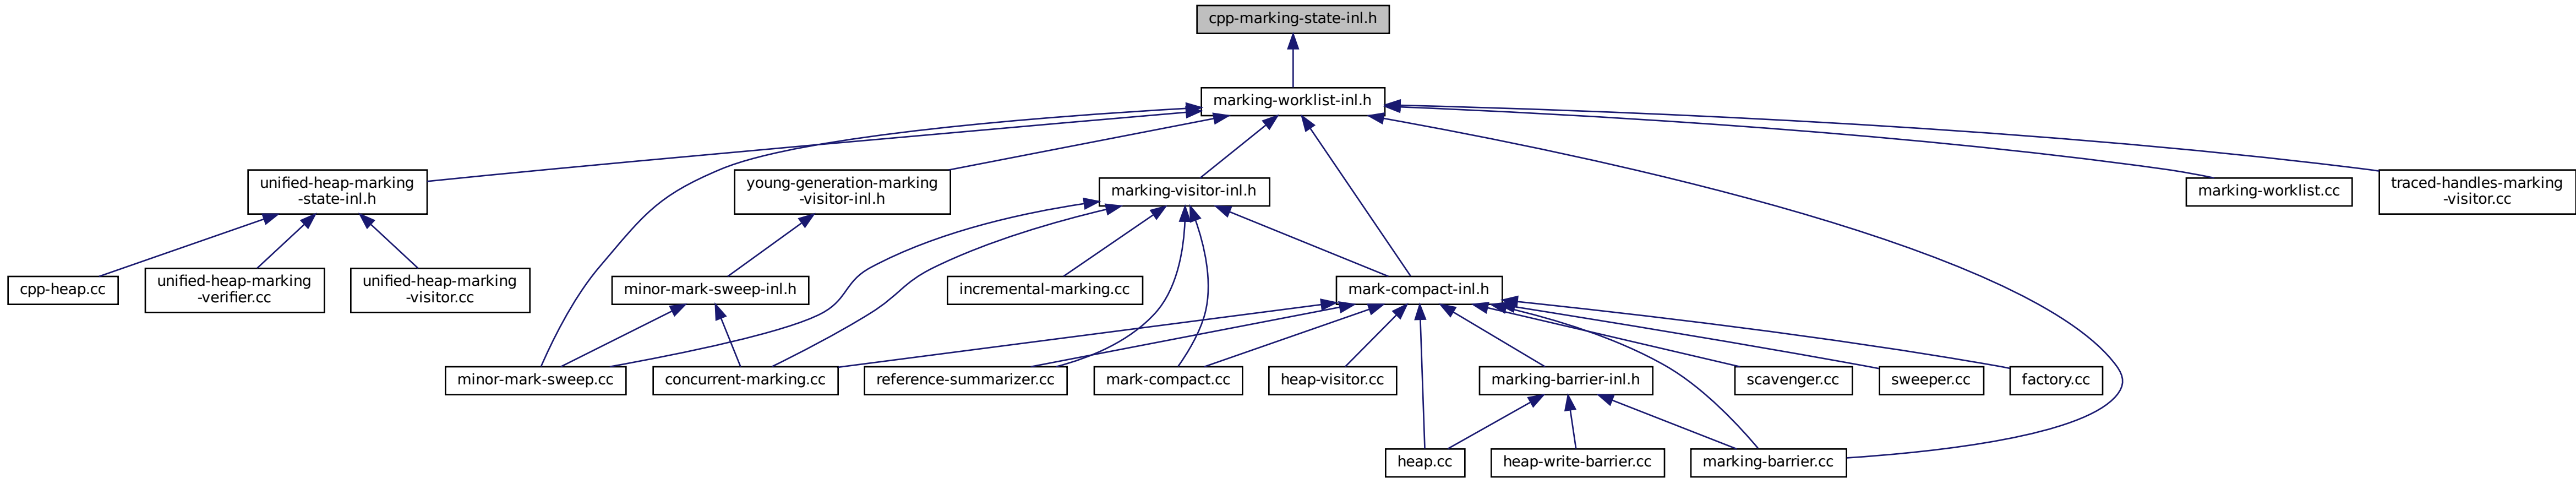 cpp-marking-state-inl.h
marking-worklist-inl.h
unified-heap-marking
-state-inl.h
young-generation-marking
-visitor-inl.h
marking-visitor-inl.h
marking-worklist.cc
traced-handles-marking
-visitor.cc
cpp-heap.cc
unified-heap-marking
-verifier.cc
unified-heap-marking
-visitor.cc
minor-mark-sweep-inl.h
incremental-marking.cc
mark-compact-inl.h
minor-mark-sweep.cc
concurrent-marking.cc
reference-summarizer.cc
mark-compact.cc
heap-visitor.cc
marking-barrier-inl.h
scavenger.cc
sweeper.cc
factory.cc
heap.cc
heap-write-barrier.cc
marking-barrier.cc